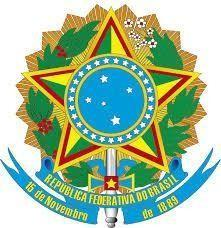 REPÚBLICA FEDERATIVA DO BRASIL
15 de Novembro
de 1889